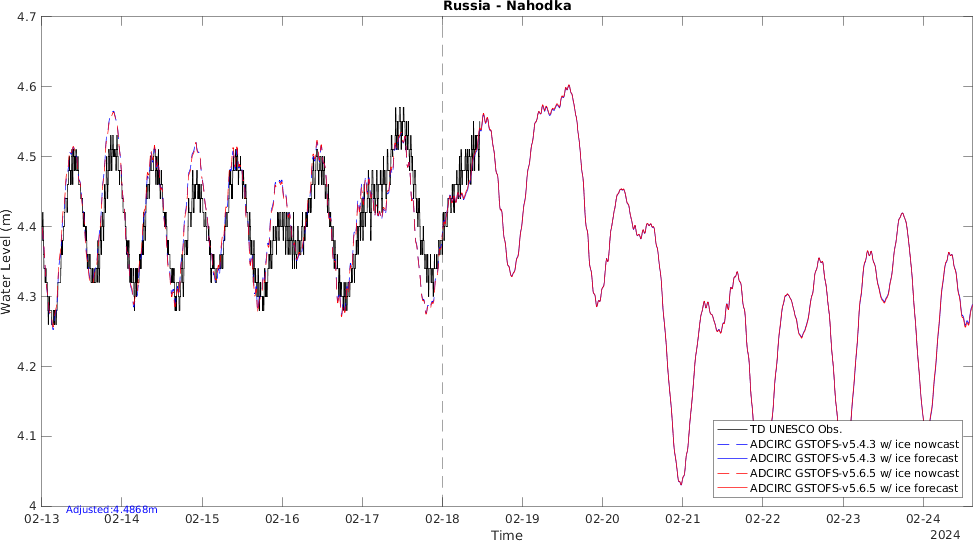 Russia - Nahodka
4.7
4.6
4.5
4.4
4.3
4.2
4.1
4
Water Level (m)
TD UNESCO Obs.
ADCIRC GSTOFS-v5.4.3 w/ ice nowcast
ADCIRC GSTOFS-v5.4.3 w/ ice forecast
ADCIRC GSTOFS-v5.6.5 w/ ice nowcast
ADCIRC GSTOFS-v5.6.5 w/ ice forecast
Adjusted:4.4868m
02-13 02-14 02-15 02-16 02-17 02-18 02-19 02-20 02-21 02-22 02-23 02-24
Time
2024